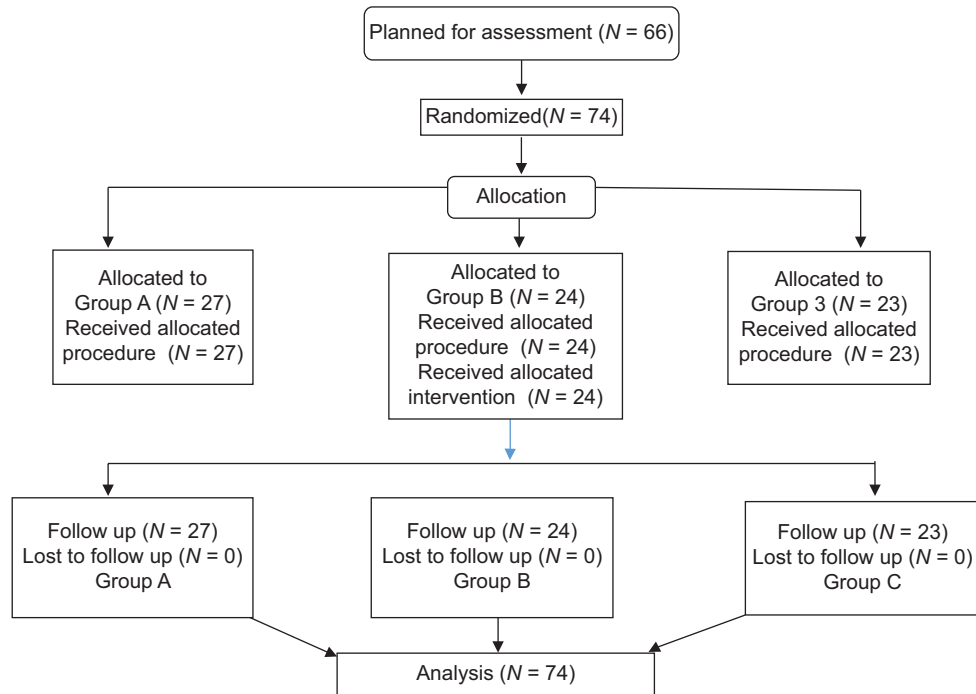 Planned for assessment (N = 66)
Randomized(N = 74)
Allocation
Allocated to
Group A (N = 27)
Received allocated
procedure (N = 27)
Allocated to
Group B (N = 24)
Received allocated
procedure (N = 24)
Received allocated
intervention (N = 24)
Allocated to
Group 3 (N = 23)
Received allocated
procedure (N = 23)
Follow up (N = 27)
Lost to follow up (N = 0)
Group A
Follow up (N = 24)
Lost to follow up (N = 0)
Group B
Follow up (N = 23)
Lost to follow up (N = 0)
Group C
Analysis (N = 74)